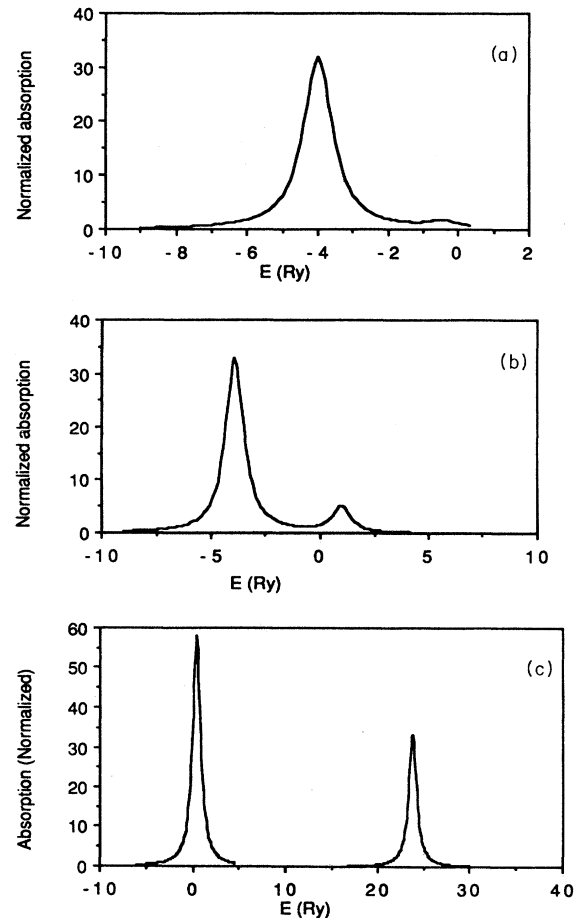 40
30
20
10
0
Normalized absorption
(a)
-10 -8 -6 -4 -2 0 2
E (Ry)
40
30
20
10
0
Normalized absorption
(b)
-10 -5 0 5 10
E (Ry)
60
50
40
30
20
10
0
Absorption (Normalized)
(c)
-10 0 10 20 30 40
E (Ry)